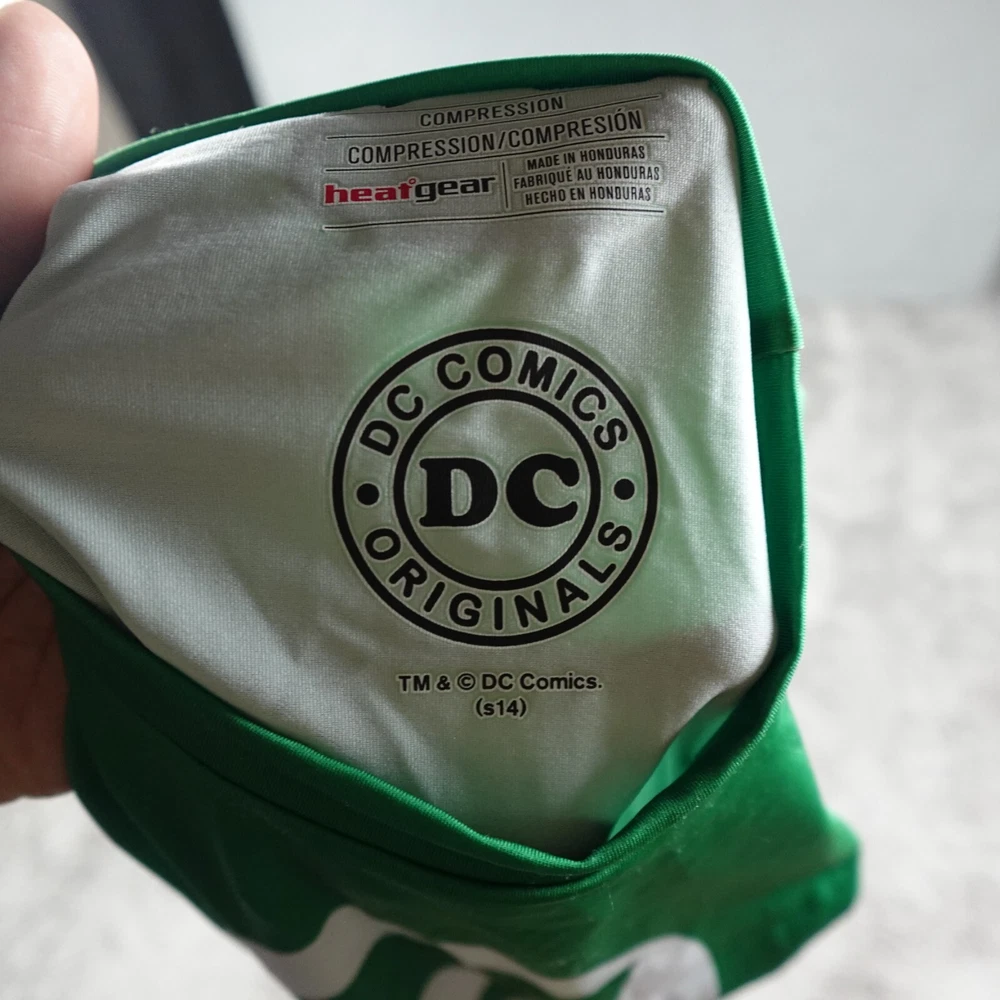 COMPRESSION
COMPRESSION/COMPRESIÓN
heatgear
MADE IN HONDURAS
FABRIQUÉ AU HONDURAS
HECHO EN HONDURAS
DC COMICS
DC
ORIGINALS
TM & © DC Comics.
(s14)